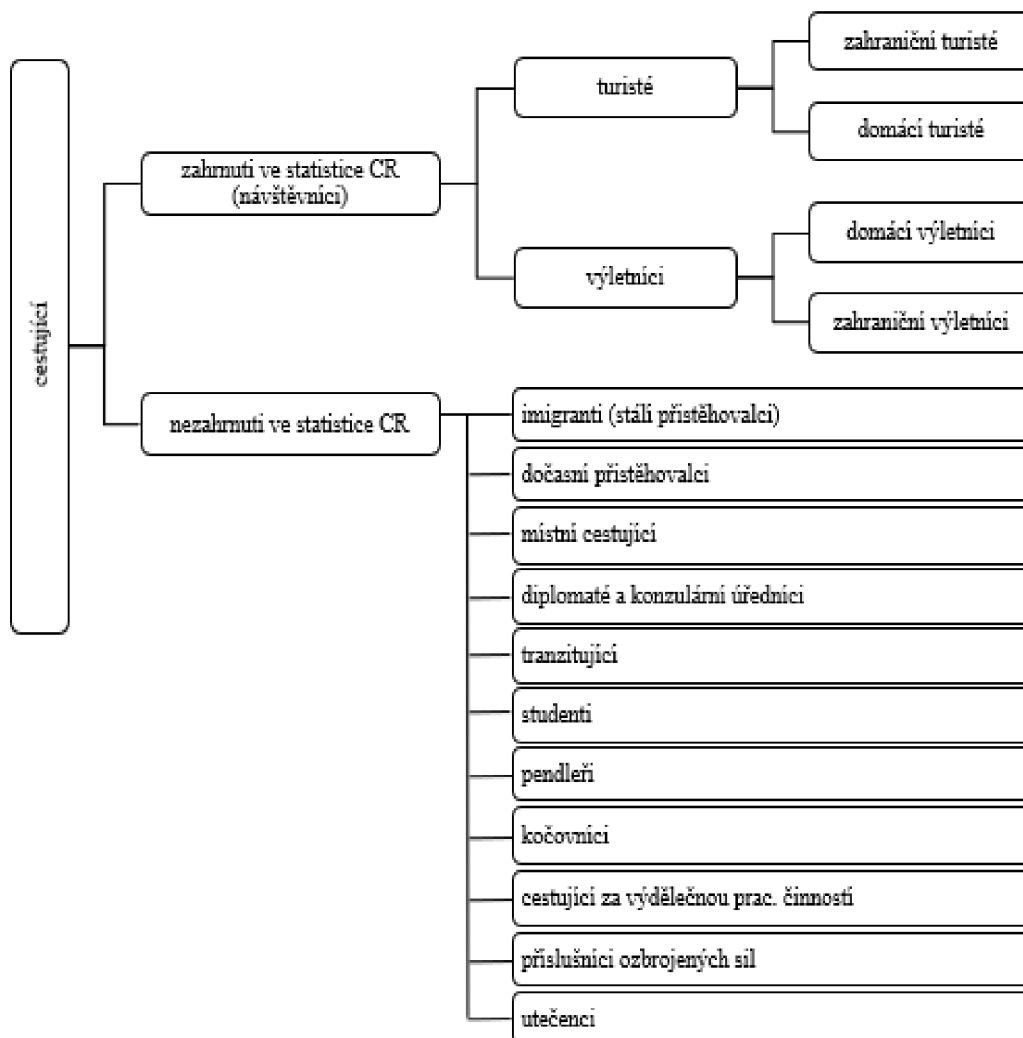 cestující
zahrnuti ve statistice CR
(návštěvníci)
turisté
zahraniční turisté
domácí turisté
výletníci
domácí výletníci
zahraniční výletníci
nezahrnuti ve statistice CR
imigranti (stálí přistěhovalci)
dočasní přistěhovalci
místní cestující
diplomaté a konzulární úředníci
tranzitující
studenti
pendleři
kočovníci
cestující za výdělečnou prac. činností
příslušníci ozbrojených sil
utečenci